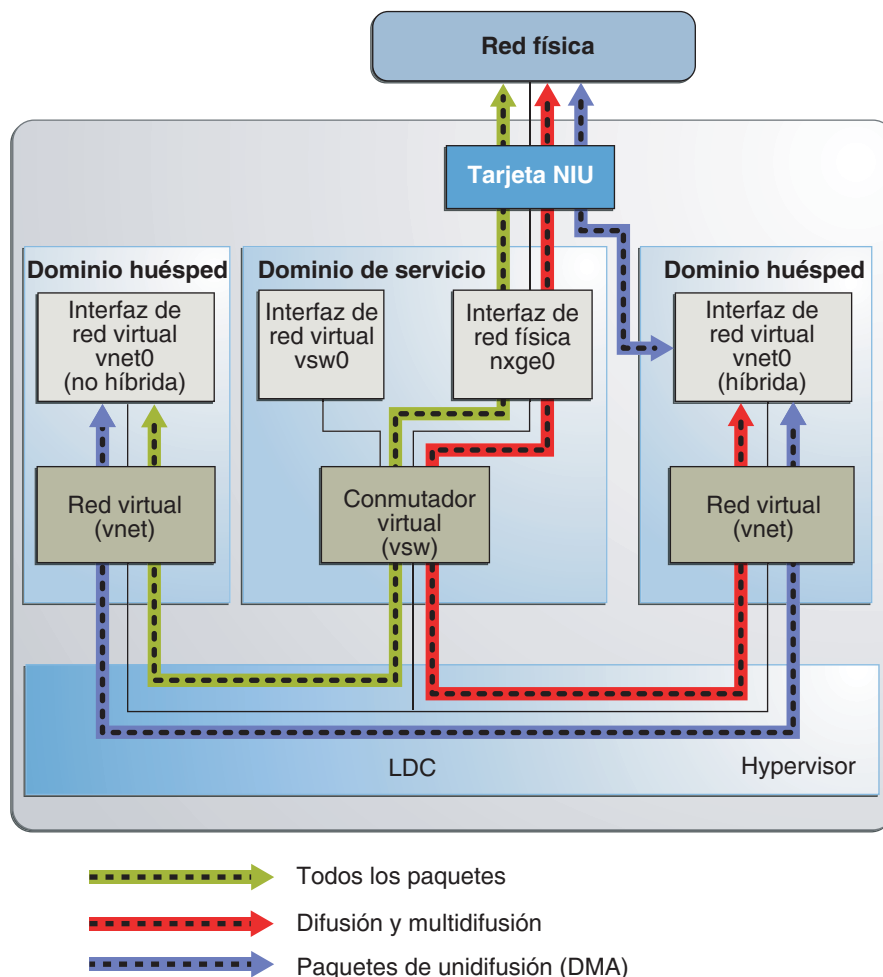 Red física
Tarjeta NIU
Dominio huésped
Interfaz de
red virtual
vnet0
(no híbrida)
Red virtual
(vnet)
Dominio de servicio
Interfaz de
red virtual
vsw0
Interfaz de
red física
nxge0
Conmutador
virtual
(vsw)
Dominio huésped
Interfaz de
red virtual
vnet0
(híbrida)
Red virtual
(vnet)
LDC
Hypervisor
Todos los paquetes
Difusión y multidifusión
Paquetes de unidifusión (DMA)